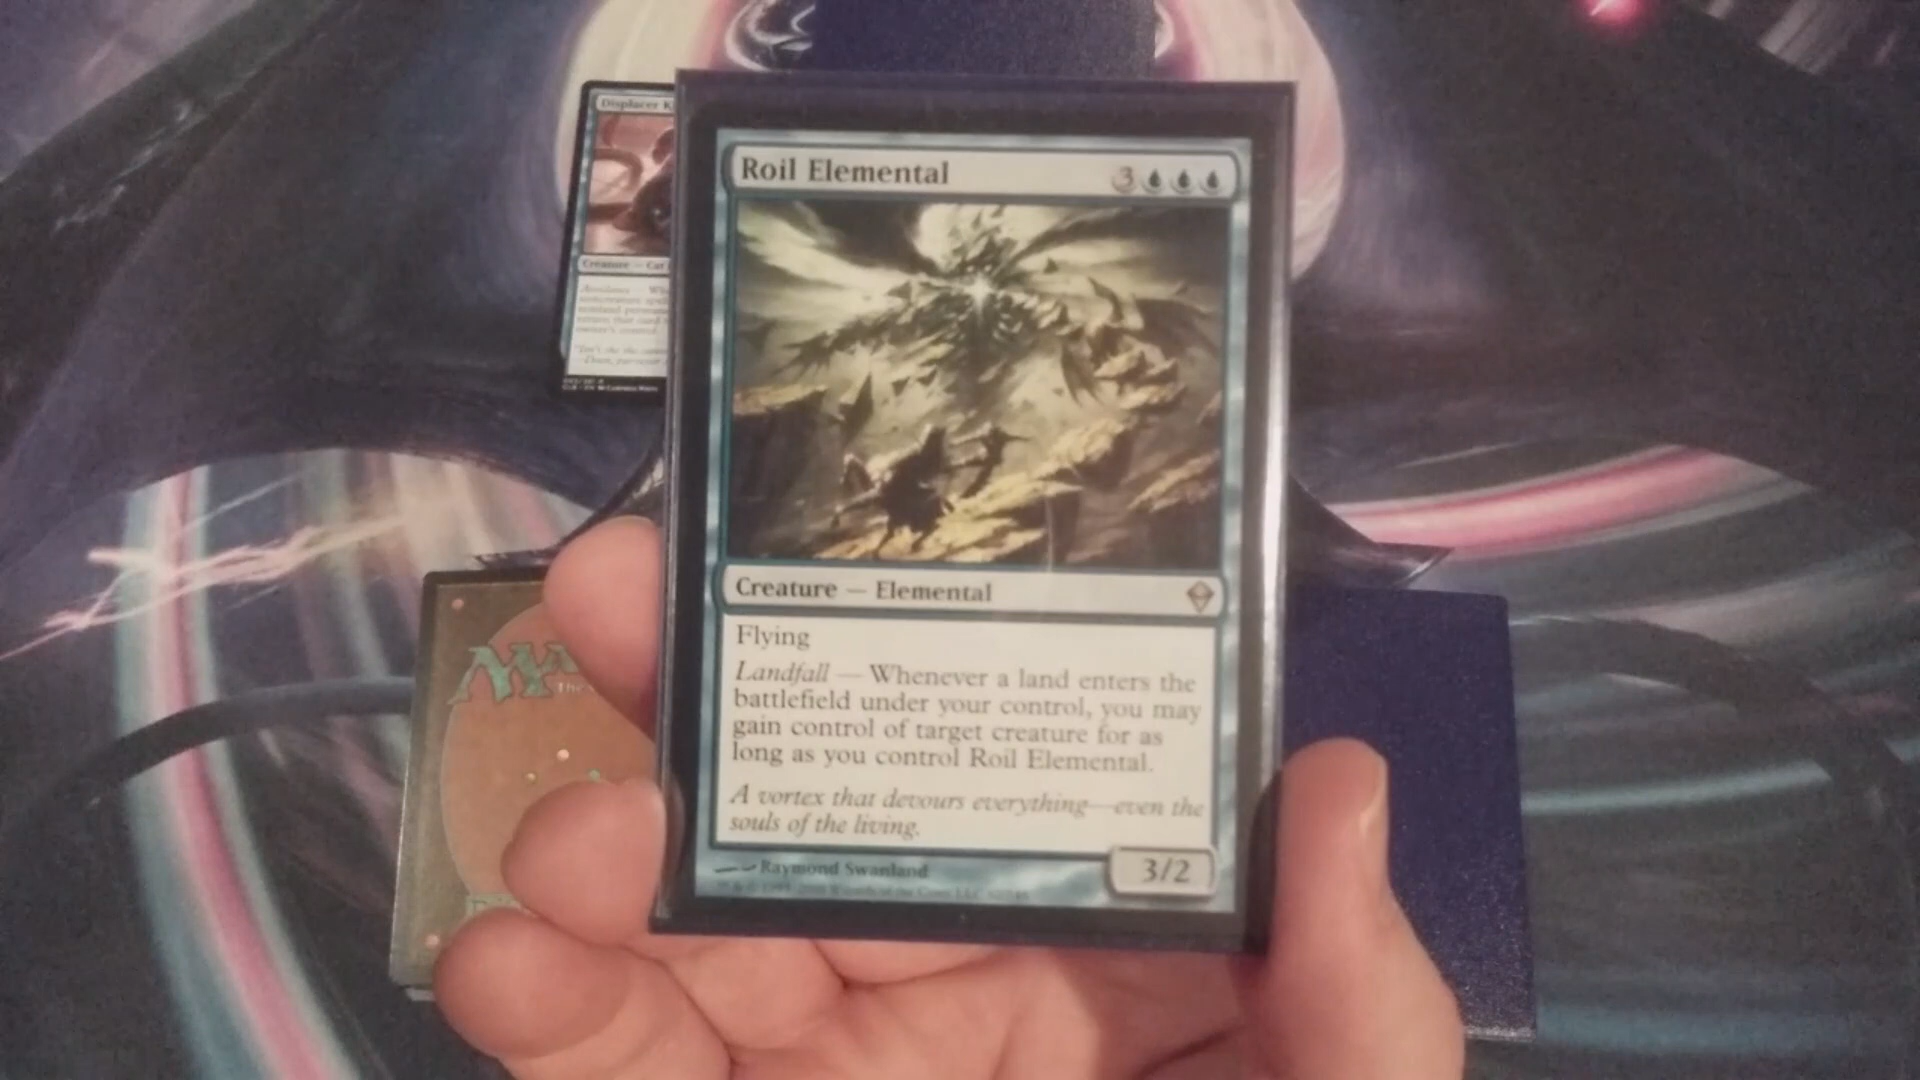 Displacer
Creature — Cat
Roil Elemental
3
Creature — Elemental
Flying
Landfall — Whenever a land enters the
battlefield under your control, you may
gain control of target creature for as
long as you control Roil Elemental.
A vortex that devours everything—even the
souls of the living.
Raymond Swanland
3/2